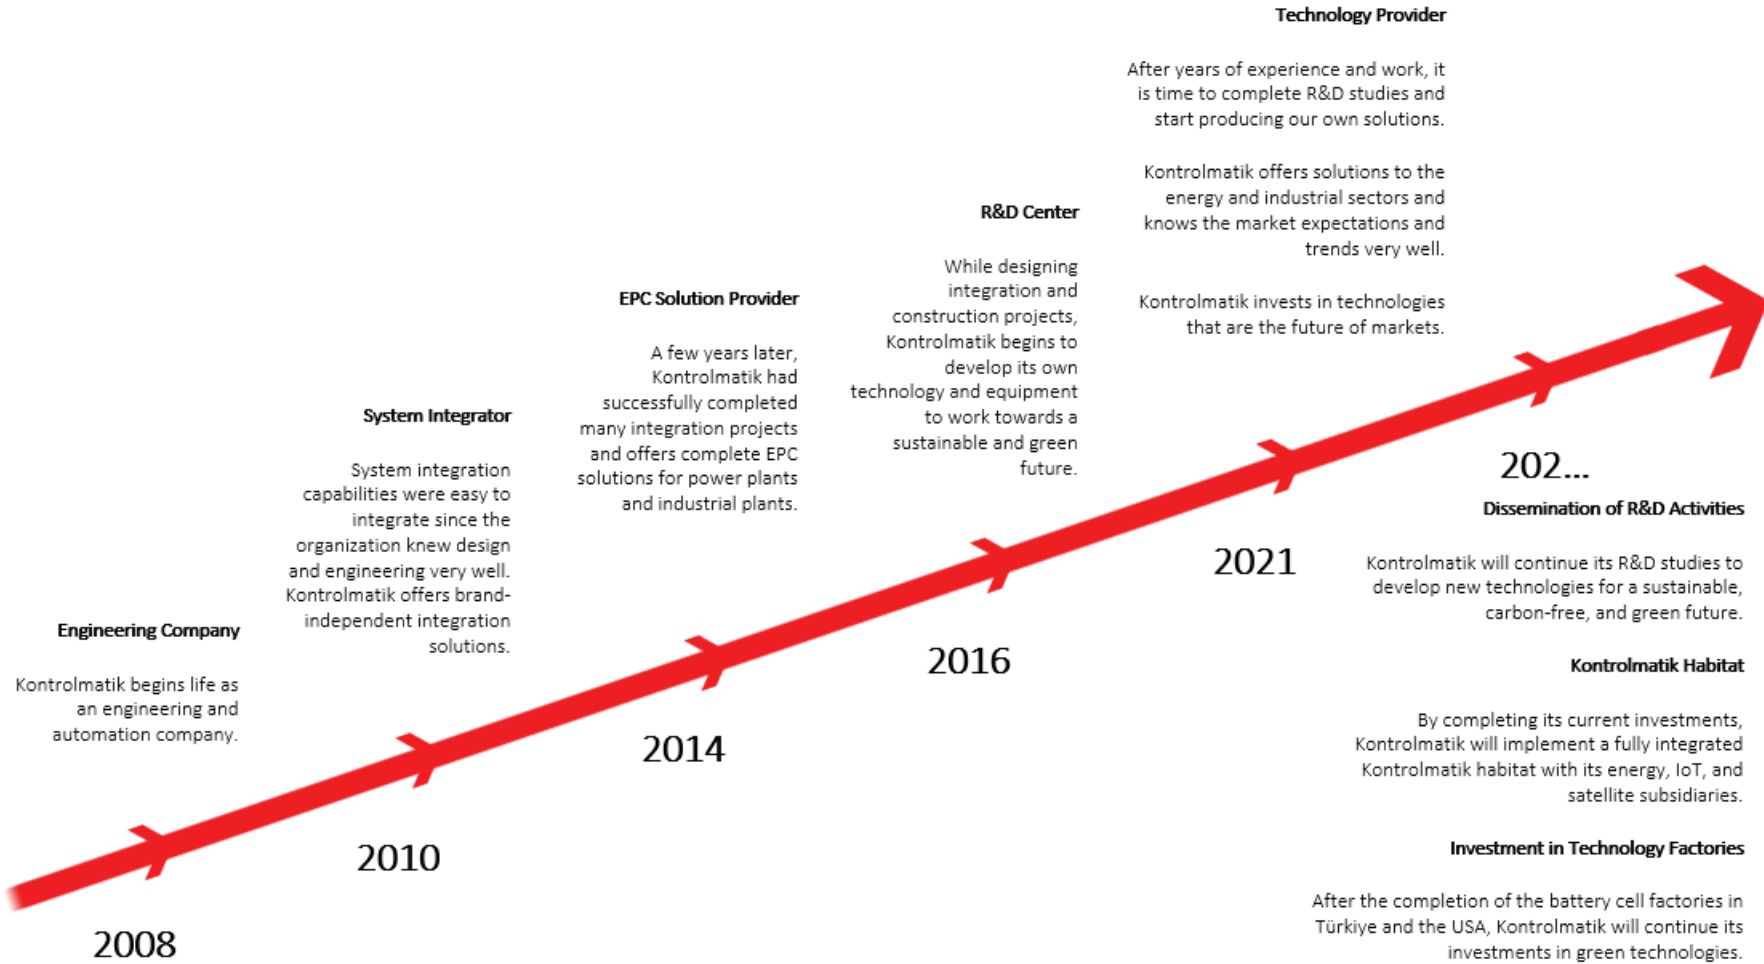 Engineering Company
Kontrolmatik begins life as
an engineering and
automation company.
2008
System Integrator
System integration
capabilities were easy to
integrate since the
organization knew design
and engineering very well.
Kontrolmatik offers brand-
independent integration
solutions.
2010
EPC Solution Provider
A few years later,
Kontrolmatik had
successfully completed
many integration projects
and offers complete EPC
solutions for power plants
and industrial plants.
2014
R&D Center
While designing
integration and
construction projects,
Kontrolmatik begins to
develop its own
technology and equipment
to work towards a
sustainable and green
future.
2016
Technology Provider
After years of experience and work, it
is time to complete R&D studies and
start producing our own solutions.
Kontrolmatik offers solutions to the
energy and industrial sectors and
knows the market expectations and
trends very well.
Kontrolmatik invests in technologies
that are the future of markets.
2021
202...
Dissemination of R&D Activities
Kontrolmatik will continue its R&D studies to
develop new technologies for a sustainable,
carbon-free, and green future.
Kontrolmatik Habitat
By completing its current investments,
Kontrolmatik will implement a fully integrated
Kontrolmatik habitat with its energy, IoT, and
satellite subsidiaries.
Investment in Technology Factories
After the completion of the battery cell factories in
Türkiye and the USA, Kontrolmatik will continue its
investments in green technologies.